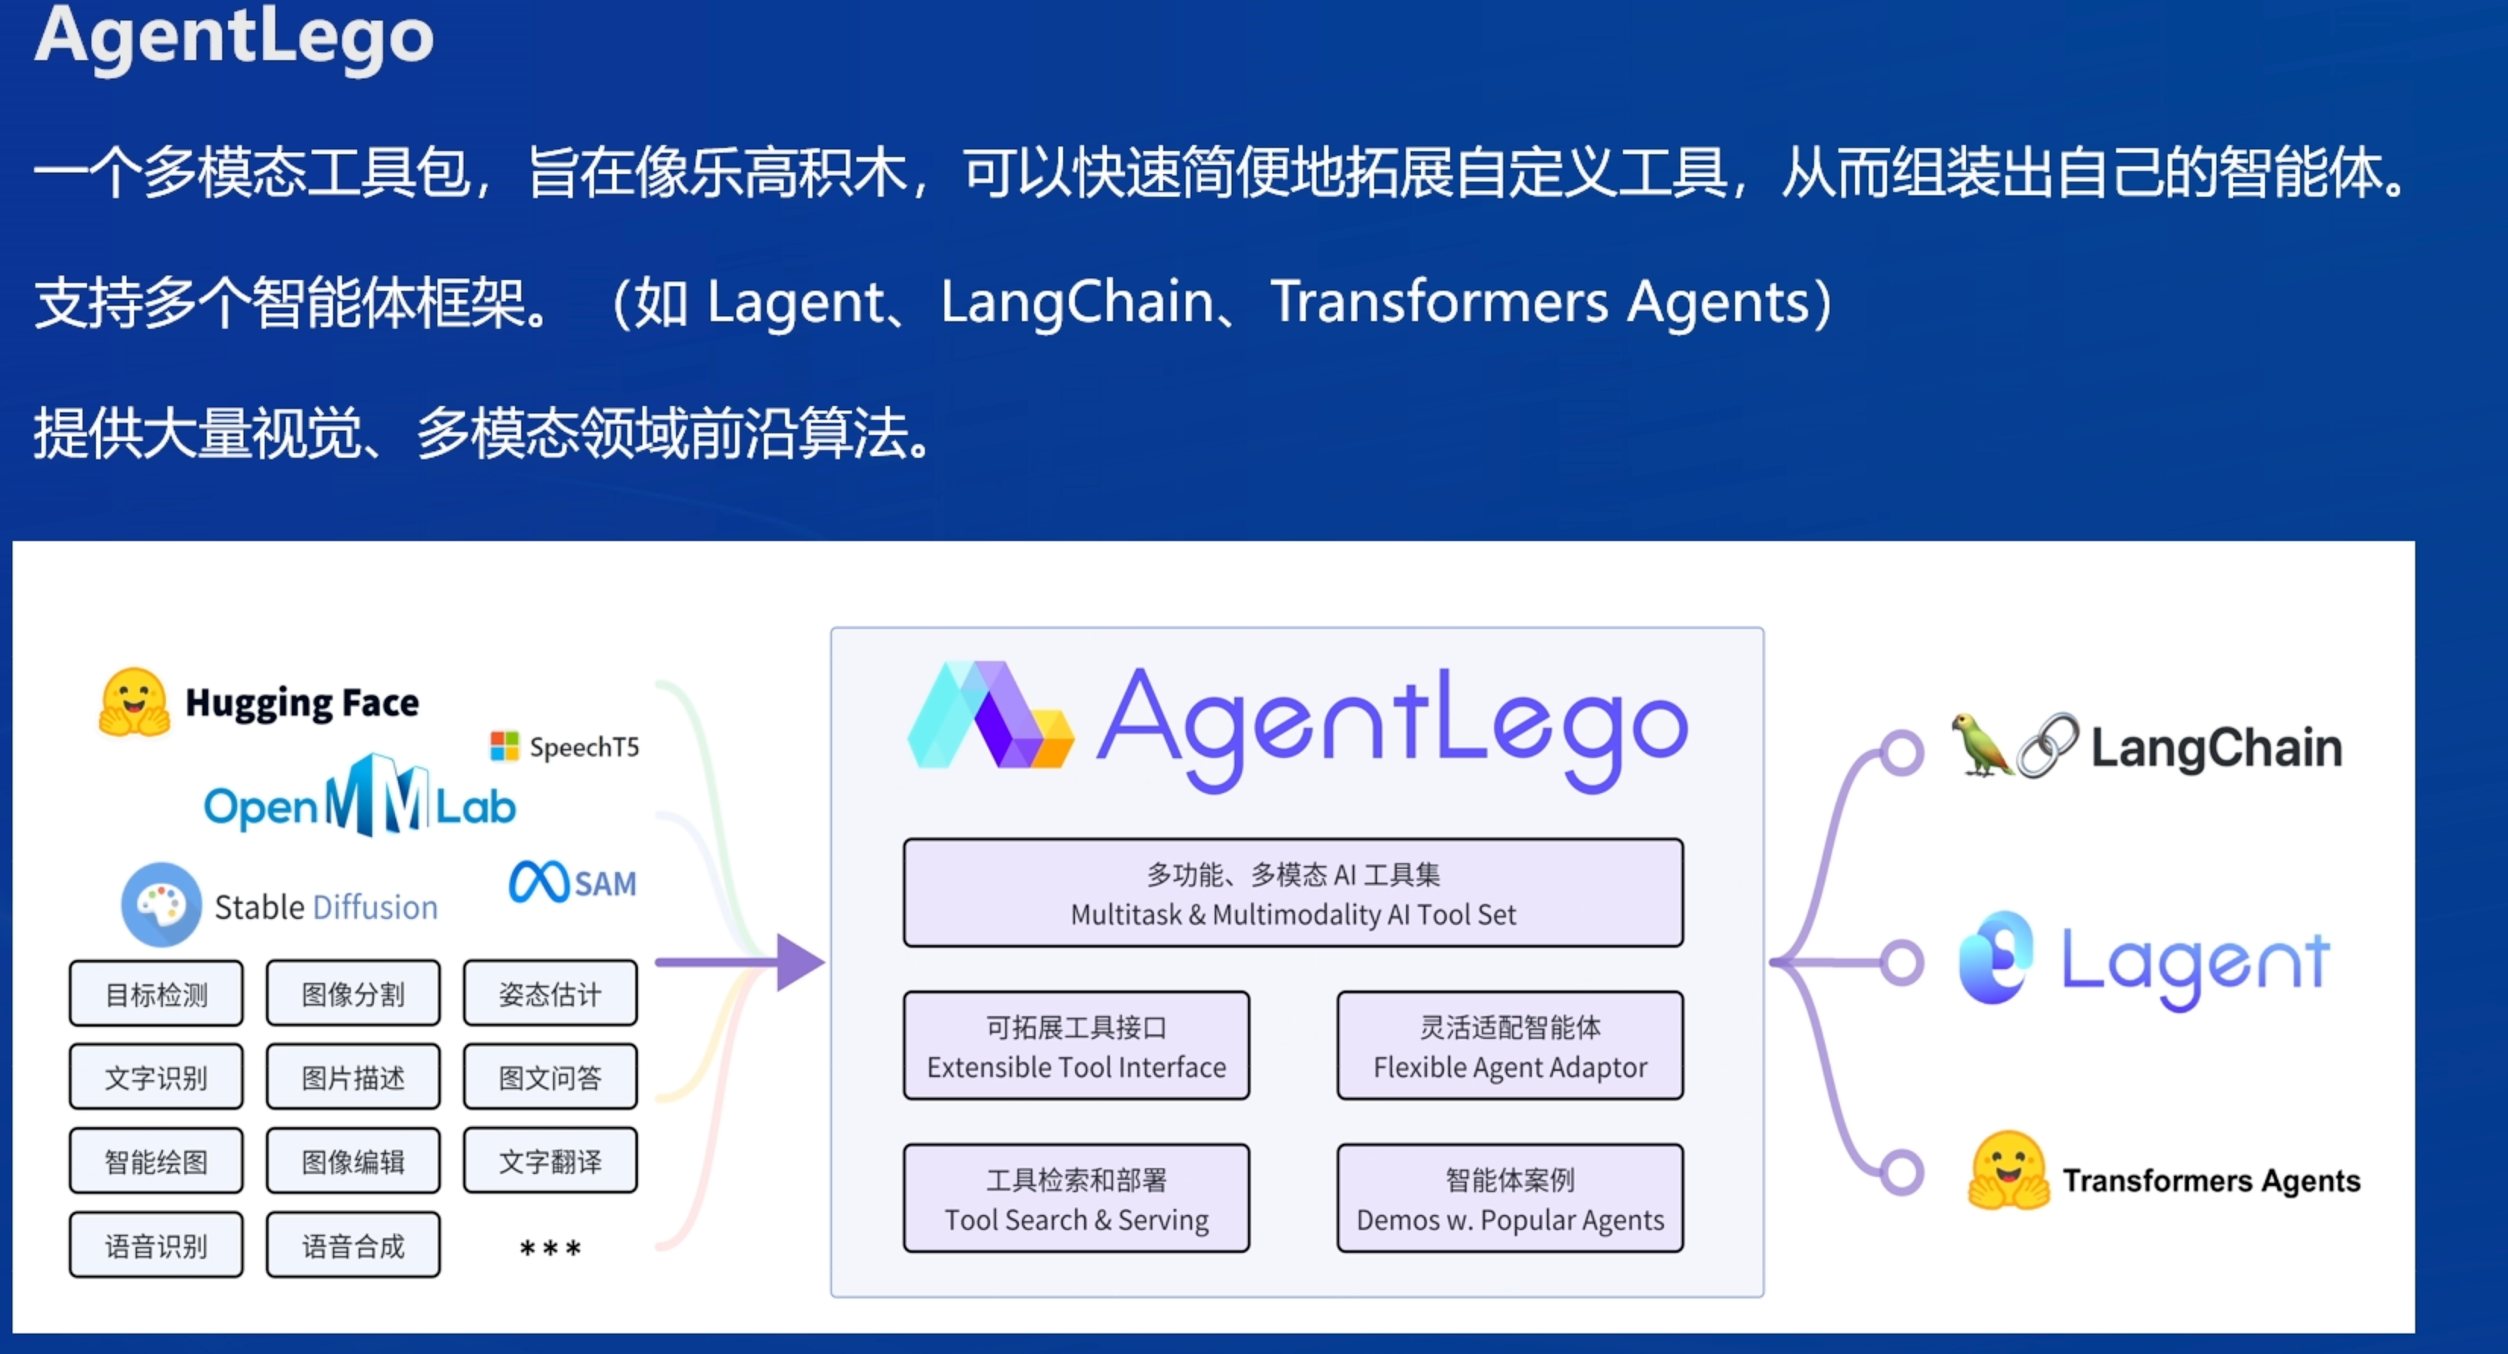 AgentLego
一个多模态工具包，旨在像乐高积木，可以快速简便地拓展自定义工具，从而组装出自己的智能体。
支持多个智能体框架。（如 Lagent、LangChain、Transformers Agents）
提供大量视觉、多模态领域前沿算法。
Hugging Face
SpeechT5
OpenMMLab
Stable Diffusion
SAM
目标检测
图像分割
姿态估计
文字识别
图片描述
图文问答
智能绘图
图像编辑
文字翻译
语音识别
语音合成
***
AgentLego
多功能、多模态 AI 工具集
Multitask & Multimodality AI Tool Set
可拓展工具接口
Extensible Tool Interface
灵活适配智能体
Flexible Agent Adaptor
工具检索和部署
Tool Search & Serving
智能体案例
Demos w. Popular Agents
LangChain
Lagent
Transformers Agents